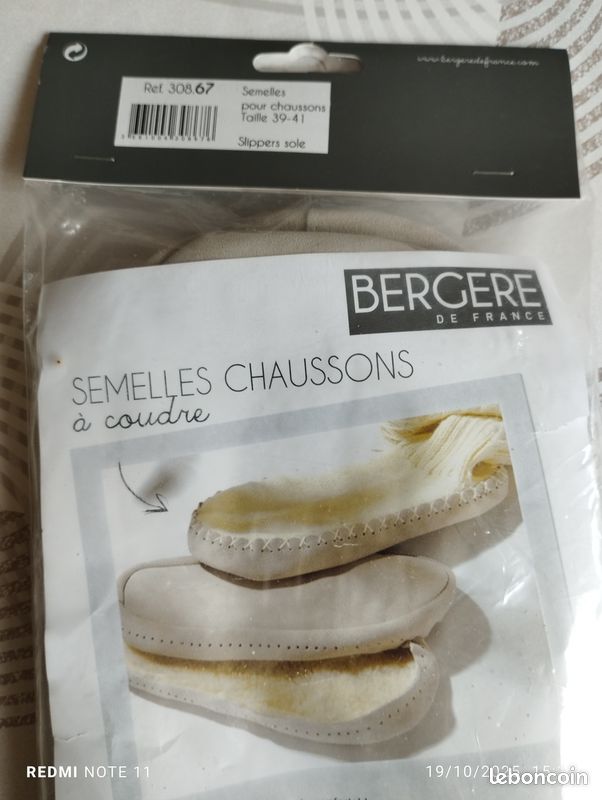 www.bergeredefrance.com
Ref. 308.67
Semelles
pour chaussons
Taille 39-41
Slippers sole
BERGERE
DE FRANCE
SEMELLES CHAUSSONS
à coudre
REDMI NOTE 11
19/10/2025
leboncoin